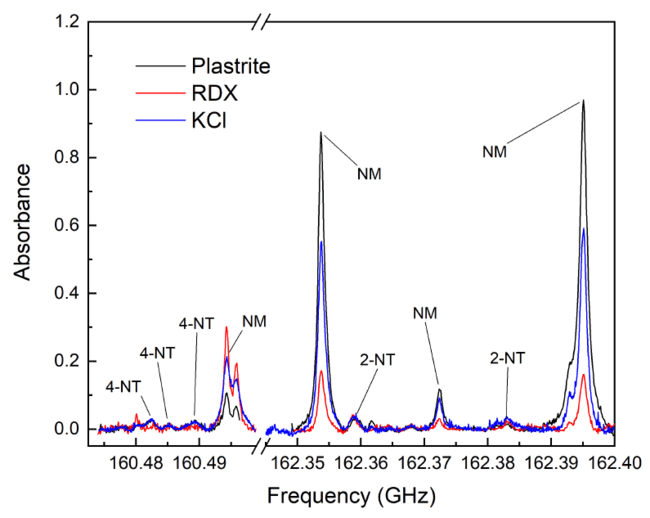 1.2
1.0
0.8
0.6
0.4
0.2
0.0
Absorbance
Plastrite
RDX
KCl
NM
NM
4-NT
4-NT
4-NT
NM
2-NT
NM
2-NT
160.48 160.49 162.35 162.36 162.37 162.38 162.39 162.40
Frequency (GHz)